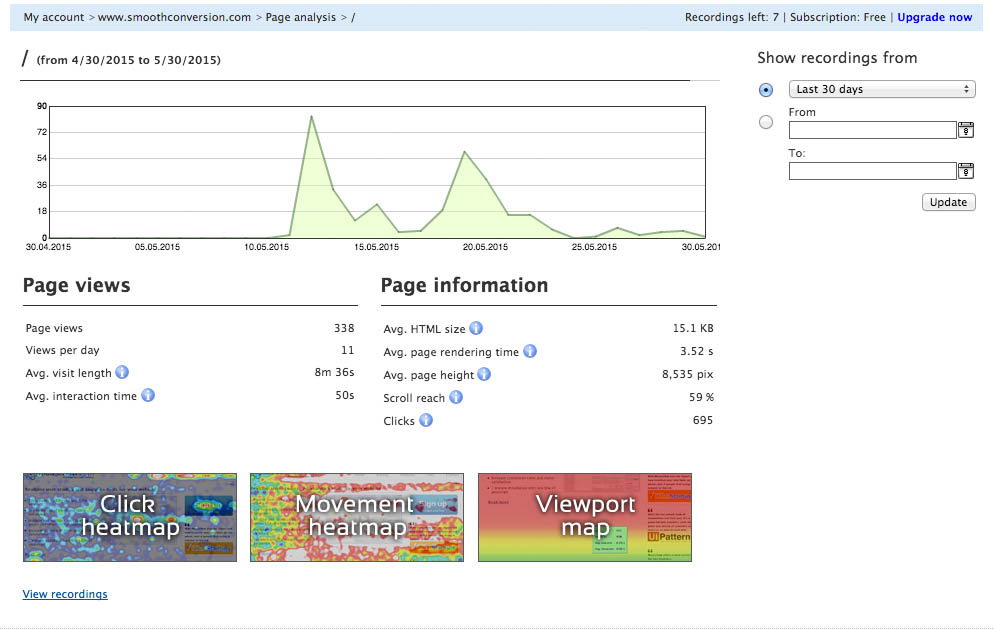 My account > www.smoothconversion.com > Page analysis > /
Recordings left: 7 | Subscription: Free | Upgrade now
/ (from 4/30/2015 to 5/30/2015)
Show recordings from
Last 30 days
From
To:
Update
90
72
54
36
18
0
30.04.2015 05.05.2015 10.05.2015 15.05.2015 20.05.2015 25.05.2015 30.05.201
Page views
Page views 338
Views per day 11
Avg. visit length 8m 36s
Avg. interaction time 50s
Page information
Avg. HTML size 15.1 KB
Avg. page rendering time 3.52 s
Avg. page height 8,535 pix
Scroll reach 59 %
Clicks 695
Click
heatmap
Movement
heatmap
Sign up
Viewport
map
UIPattern
View recordings